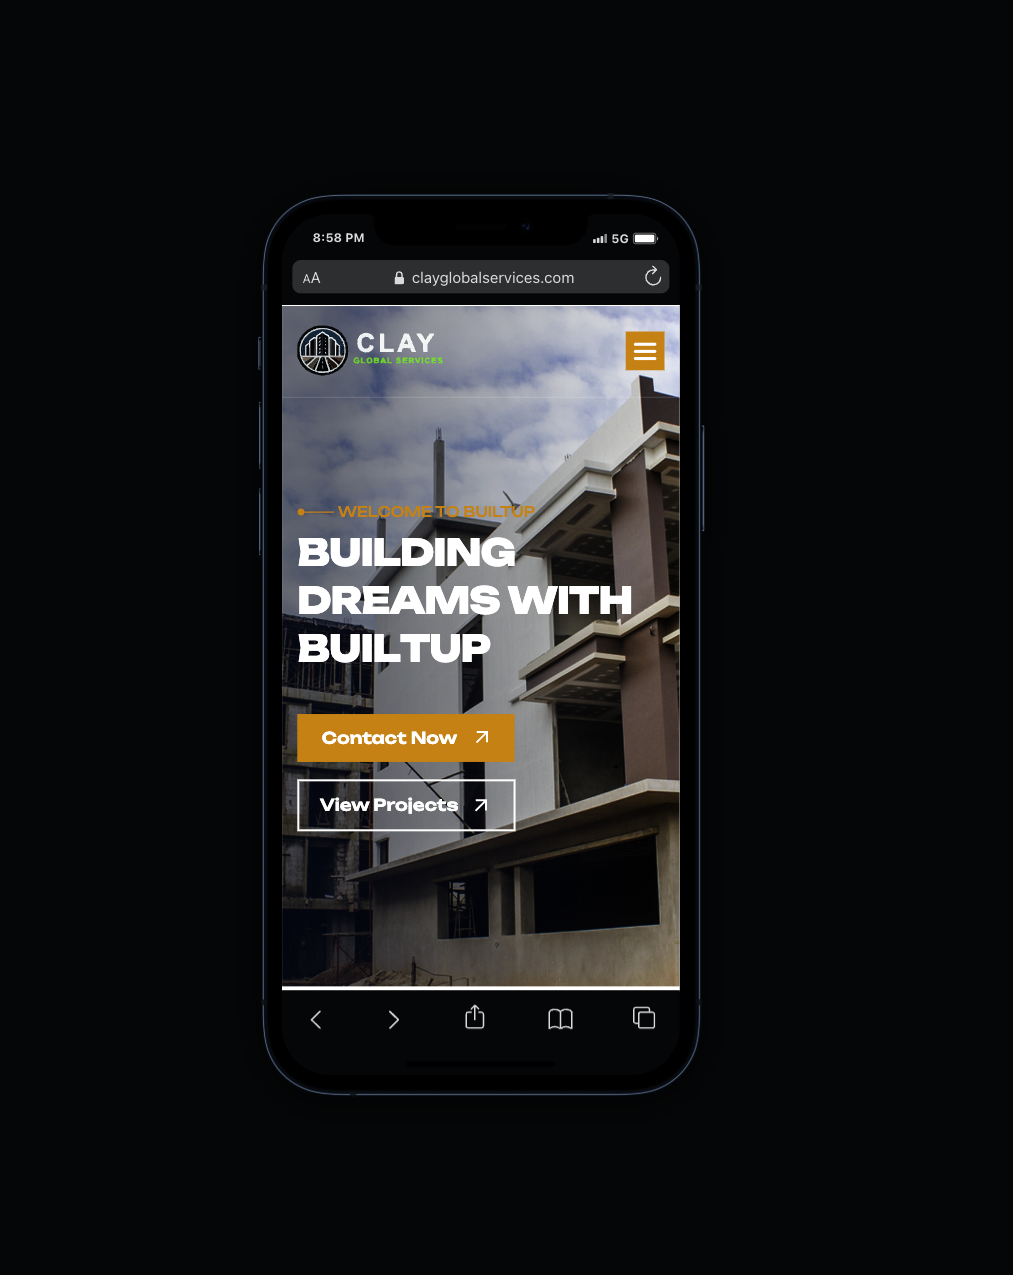 8:58 PM
5G
AA
clayglobalservices.com
CLAY
GLOBAL SERVICES
WELCOME TO BUILTUP
BUILDING
DREAMS WITH
BUILTUP
Contact Now
View Projects